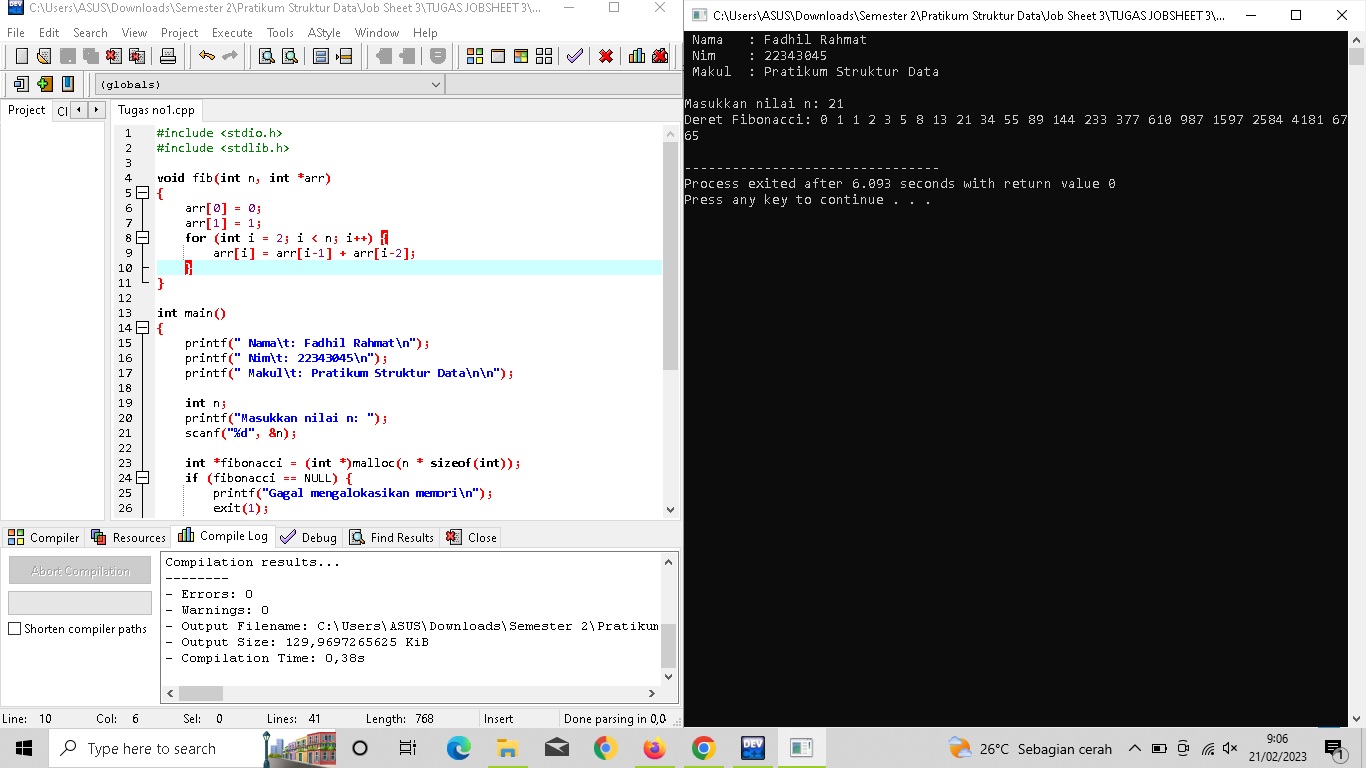 C:\Users\ASUS\Downloads\Semester 2\Pratikum Struktur Data\Job Sheet 3\TUGAS JOBSHEET 3\...
File Edit Search View Project Execute Tools AStyle Window Help
(globals)
Project Cl
Tugas no1.cpp
1 #include <stdio.h>
2 #include <stdlib.h>
3
4 void fib(int n, int *arr)
5 {
6 arr[0] = 0;
7 arr[1] = 1;
8 for (int i = 2; i < n; i++) {
9 arr[i] = arr[i-1] + arr[i-2];
10 }
11 }
12
13 int main()
14 {
15 printf(" Nama\t: Fadhil Rahmat\n");
16 printf(" Nim\t: 22343045\n");
17 printf(" Makul\t: Pratikum Struktur Data\n\n");
18
19 int n;
20 printf("Masukkan nilai n: ");
21 scanf("%d", &n);
22
23 int *fibonacci = (int *)malloc(n * sizeof(int));
24 if (fibonacci == NULL) {
25 printf("Gagal mengalokasikan memori\n");
26 exit(1);
Compiler Resources Compile Log Debug Find Results Close
Abort Compilation
Shorten compiler paths
Compilation results...
--------
- Errors: 0
- Warnings: 0
- Output Filename: C:\Users\ASUS\Downloads\Semester 2\Pratikum
- Output Size: 129,9697265625 KiB
- Compilation Time: 0,38s
Line: 10 Col: 6 Sel: 0 Lines: 41 Length: 768 Insert Done parsing in 0,0
C:\Users\ASUS\Downloads\Semester 2\Pratikum Struktur Data\Job Sheet 3\TUGAS JOBSHEET 3\...
Nama : Fadhil Rahmat
Nim : 22343045
Makul : Pratikum Struktur Data
Masukkan nilai n: 21
Deret Fibonacci: 0 1 1 2 3 5 8 13 21 34 55 89 144 233 377 610 987 1597 2584 4181 67
65
--------------------------------
Process exited after 6.093 seconds with return value 0
Press any key to continue . . .
Type here to search
DEV
26°C Sebagian cerah
9:06
21/02/2023
1